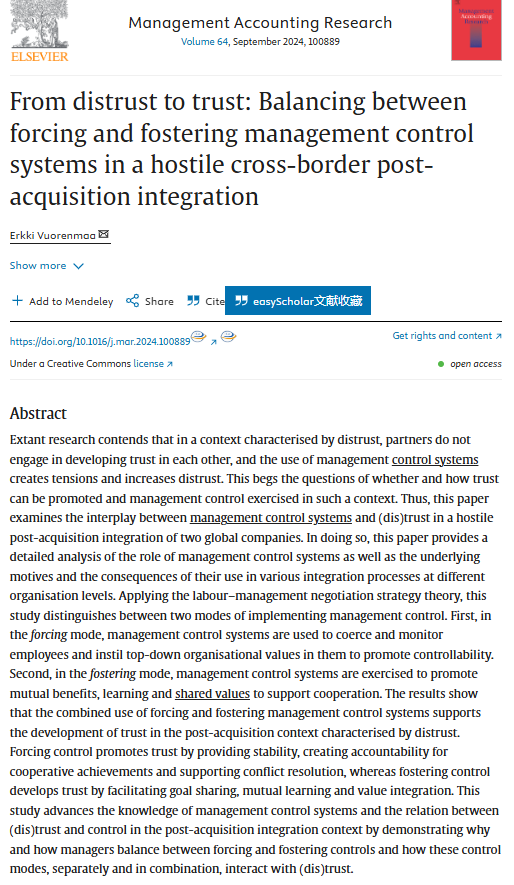 Management Accounting Research
Volume 64, September 2024, 100889
ELSEVIER
From distrust to trust: Balancing between
forcing and fostering management control
systems in a hostile cross-border post-
acquisition integration
Erkki Vuorenmaa
Show more
Add to Mendeley Share Cite easyScholar文献收藏
https://doi.org/10.1016/j.mar.2024.100889
Get rights and content
Under a Creative Commons license
open access
Abstract
Extant research contends that in a context characterised by distrust, partners do not
engage in developing trust in each other, and the use of management control systems
creates tensions and increases distrust. This begs the questions of whether and how trust
can be promoted and management control exercised in such a context. Thus, this paper
examines the interplay between management control systems and (dis)trust in a hostile
post-acquisition integration of two global companies. In doing so, this paper provides a
detailed analysis of the role of management control systems as well as the underlying
motives and the consequences of their use in various integration processes at different
organisation levels. Applying the labour–management negotiation strategy theory, this
study distinguishes between two modes of implementing management control. First, in
the forcing mode, management control systems are used to coerce and monitor
employees and instil top-down organisational values in them to promote controllability.
Second, in the fostering mode, management control systems are exercised to promote
mutual benefits, learning and shared values to support cooperation. The results show
that the combined use of forcing and fostering management control systems supports
the development of trust in the post-acquisition context characterised by distrust.
Forcing control promotes trust by providing stability, creating accountability for
cooperative achievements and supporting conflict resolution, whereas fostering control
develops trust by facilitating goal sharing, mutual learning and value integration. This
study advances the knowledge of management control systems and the relation between
(dis)trust and control in the post-acquisition integration context by demonstrating why
and how managers balance between forcing and fostering controls and how these control
modes, separately and in combination, interact with (dis)trust.